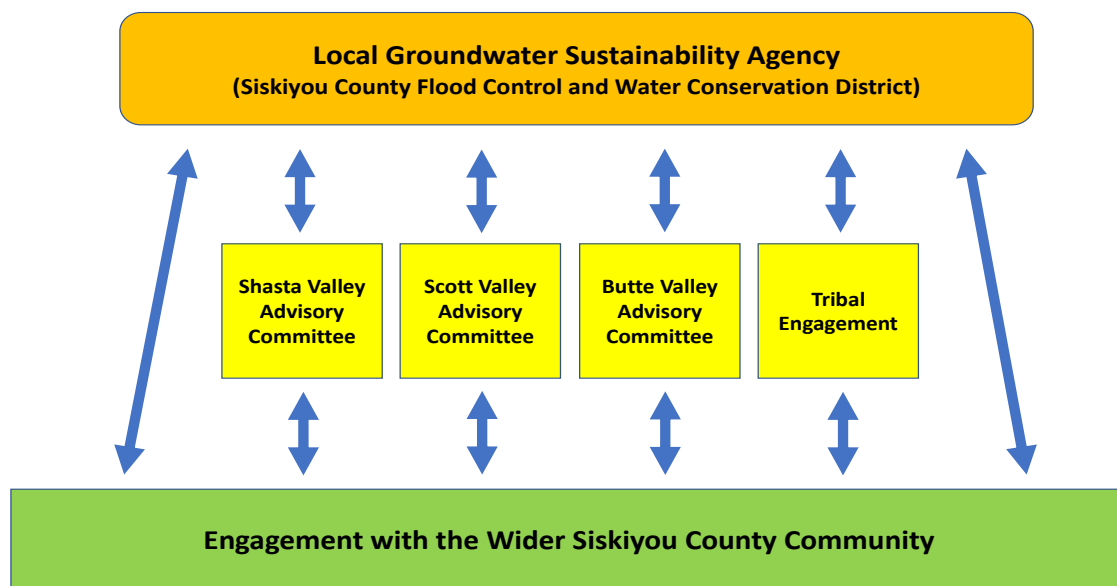 Local Groundwater Sustainability Agency
(Siskiyou County Flood Control and Water Conservation District)
Shasta Valley
Advisory
Committee
Scott Valley
Advisory
Committee
Butte Valley
Advisory
Committee
Tribal
Engagement
Engagement with the Wider Siskiyou County Community